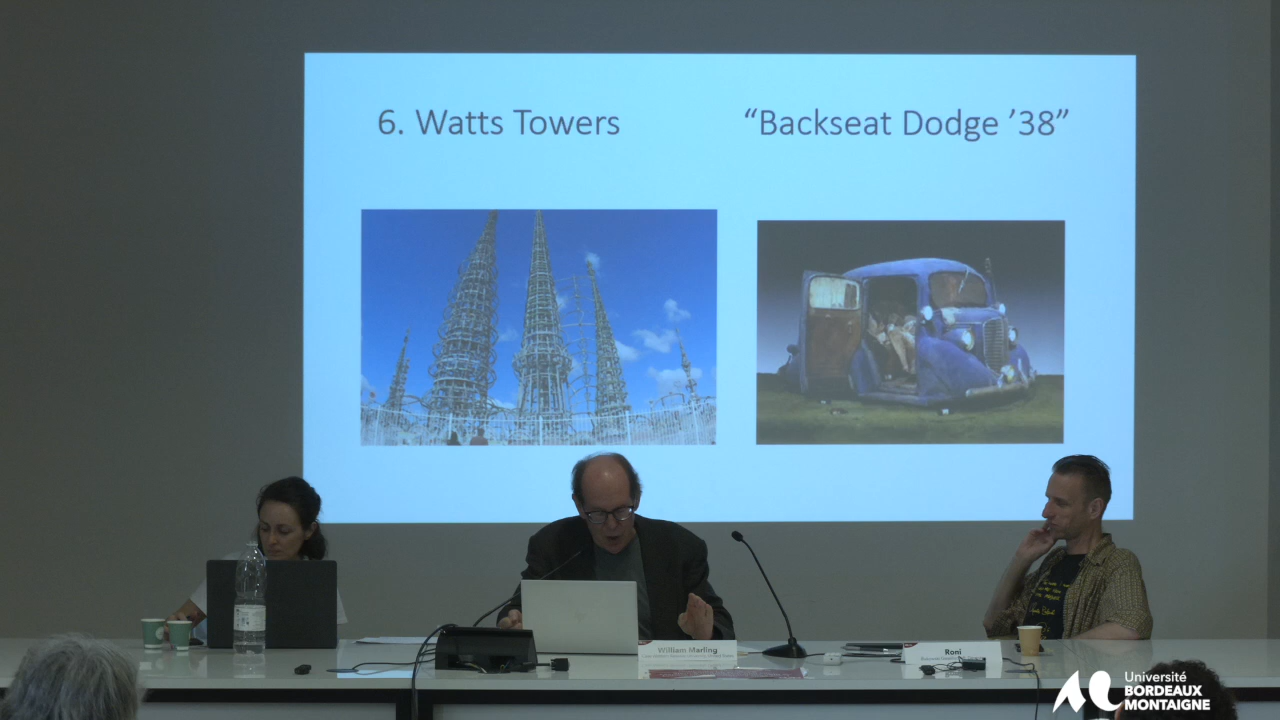 6. Watts Towers
“Backseat Dodge ’38”
William Marling
Roni
Université
BORDEAUX
MONTAIGNE